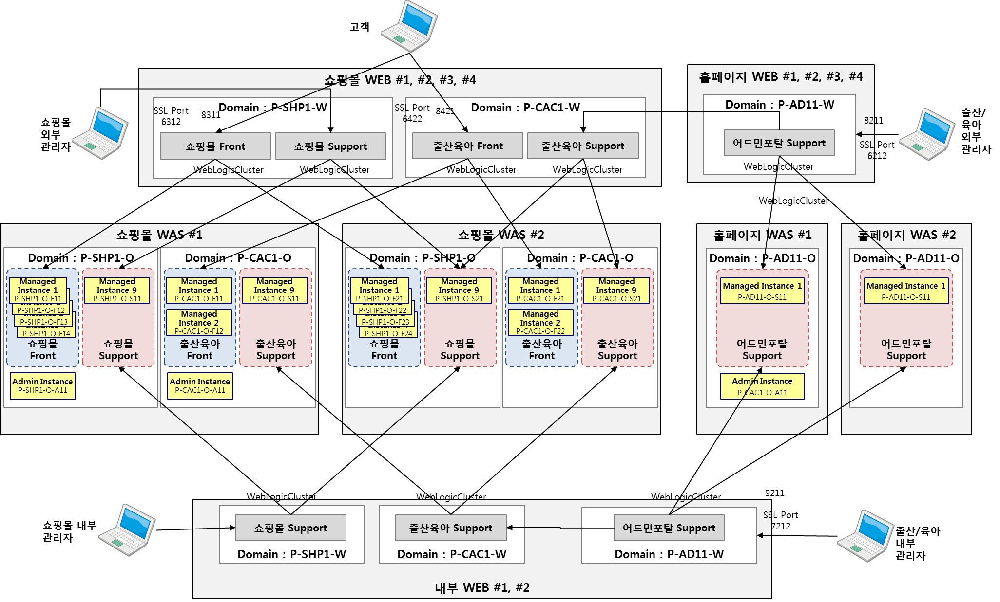 고객
쇼핑몰 WEB #1, #2, #3, #4
Domain : P-SHP1-W
SSL Port
6312
8311
쇼핑몰 Front
쇼핑몰 Support
WebLogicCluster
WebLogicCluster
Domain : P-CAC1-W
SSL Port
6422
8421
출산육아 Front
출산육아 Support
WebLogicCluster
WebLogicCluster
홈페이지 WEB #1, #2, #3, #4
Domain : P-AD11-W
어드민포탈 Support
WebLogicCluster
8211
SSL Port
6212
쇼핑몰
외부
관리자
출산/
육아
외부
관리자
WebLogicCluster
쇼핑몰 WAS #1
Domain : P-SHP1-O
Managed
Instance 1
P-SHP1-O-F11
P-SHP1-O-F12
P-SHP1-O-F13
P-SHP1-O-F14
쇼핑몰
Front
Managed
Instance 9
P-SHP1-O-S11
쇼핑몰
Support
Admin Instance
P-SHP1-O-A11
Domain : P-CAC1-O
Managed
Instance 1
P-CAC1-O-F11
Managed
Instance 2
P-CAC1-O-F12
출산육아
Front
Managed
Instance 9
P-CAC1-O-S11
출산육아
Support
Admin Instance
P-CAC1-O-A11
쇼핑몰 WAS #2
Domain : P-SHP1-O
Managed
Instance 1
P-SHP1-O-F21
P-SHP1-O-F22
P-SHP1-O-F23
P-SHP1-O-F24
쇼핑몰
Front
Managed
Instance 9
P-SHP1-O-S21
쇼핑몰
Support
Domain : P-CAC1-O
Managed
Instance 1
P-CAC1-O-F21
Managed
Instance 2
P-CAC1-O-F22
출산육아
Front
Managed
Instance 9
P-CAC1-O-S21
출산육아
Support
홈페이지 WAS #1
Domain : P-AD11-O
Managed Instance 1
P-AD11-O-S11
어드민포탈
Support
Admin Instance
P-CAC1-O-A11
홈페이지 WAS #2
Domain : P-AD11-O
Managed Instance 1
P-AD11-O-S11
어드민포탈
Support
WebLogicCluster
WebLogicCluster
WebLogicCluster
9211
SSL Port
7212
쇼핑몰 내부
관리자
쇼핑몰 Support
Domain : P-SHP1-W
출산육아 Support
Domain : P-CAC1-W
어드민포탈 Support
Domain : P-AD11-W
출산/육아
내부
관리자
내부 WEB #1, #2